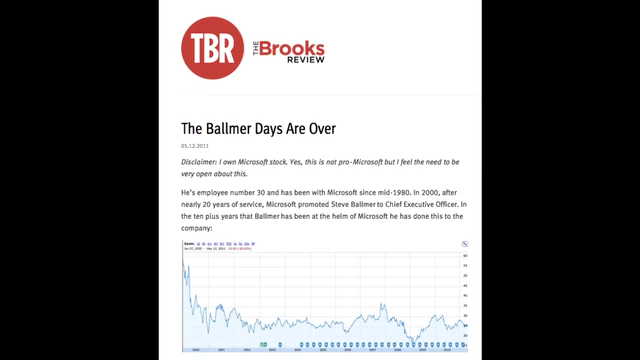 TBR
THE Brooks
REVIEW
The Ballmer Days Are Over
05.12.2011
Disclaimer: I own Microsoft stock. Yes, this is not pro-Microsoft but I feel the need to be
very open about this.
He's employee number 30 and has been with Microsoft since mid-1980. In 2000, after
nearly 20 years of service, Microsoft promoted Steve Ballmer to Chief Executive Officer. In
the ten plus years that Ballmer has been at the helm of Microsoft he has done this to the
company: